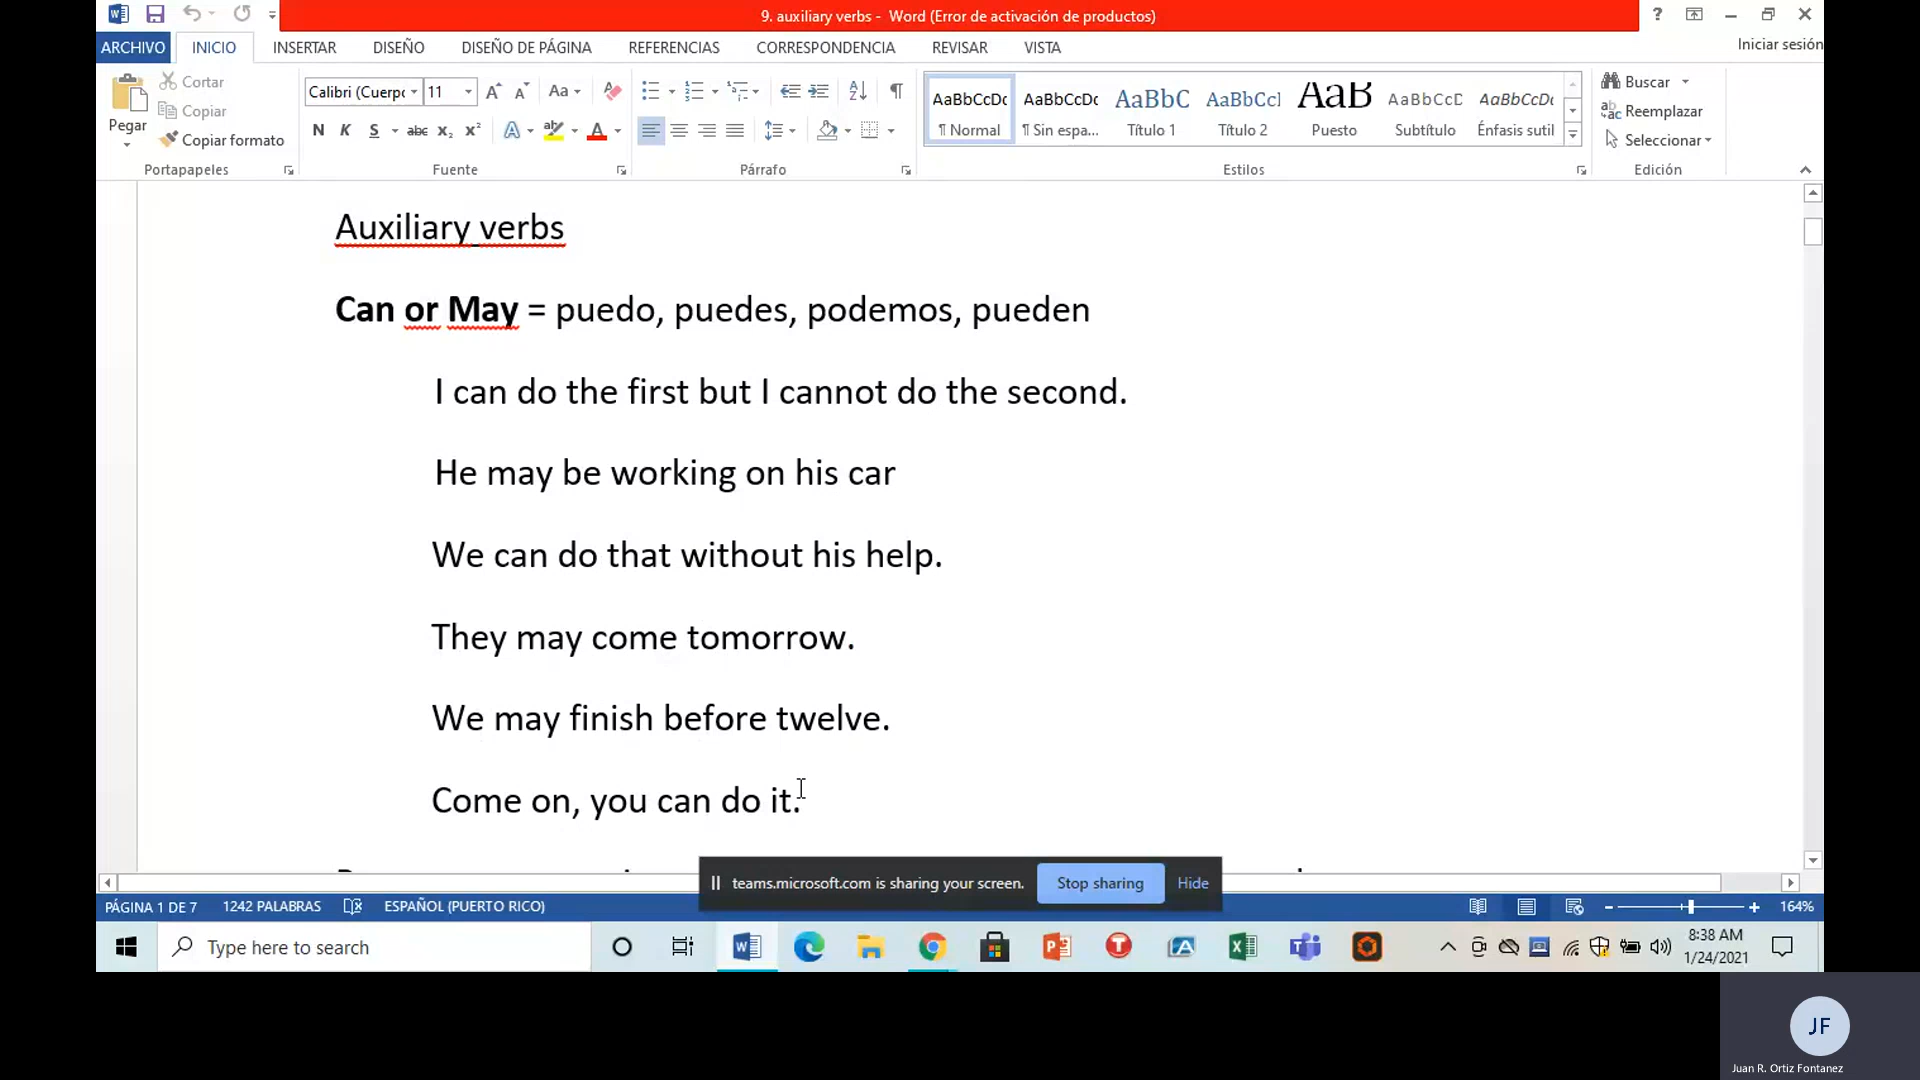 9. auxiliary verbs - Word (Error de activación de productos)
ARCHIVO INICIO INSERTAR DISEÑO DISEÑO DE PÁGINA REFERENCIAS CORRESPONDENCIA REVISAR VISTA Iniciar sesión
Pegar
Cortar
Copiar
Copiar formato
Portapapeles
Calibri (Cuerpo 11
N K S abc X₂ X²
Fuente
Párrafo
AaBbCcDc AaBbCcDc AaBbC AaBbCcI AaB AaBbCcD AaBbCcDc
¶ Normal ¶ Sin espa... Título 1 Título 2 Puesto Subtítulo Énfasis sutil
Estilos
Buscar
Reemplazar
Seleccionar
Edición
Auxiliary verbs
Can or May = puedo, puedes, podemos, pueden
I can do the first but I cannot do the second.
He may be working on his car
We can do that without his help.
They may come tomorrow.
We may finish before twelve.
Come on, you can do it.
teams.microsoft.com is sharing your screen. Stop sharing Hide
PÁGINA 1 DE 7 1242 PALABRAS ESPAÑOL (PUERTO RICO) 164%
Type here to search
8:38 AM
1/24/2021
JF
Juan R. Ortiz Fontanez